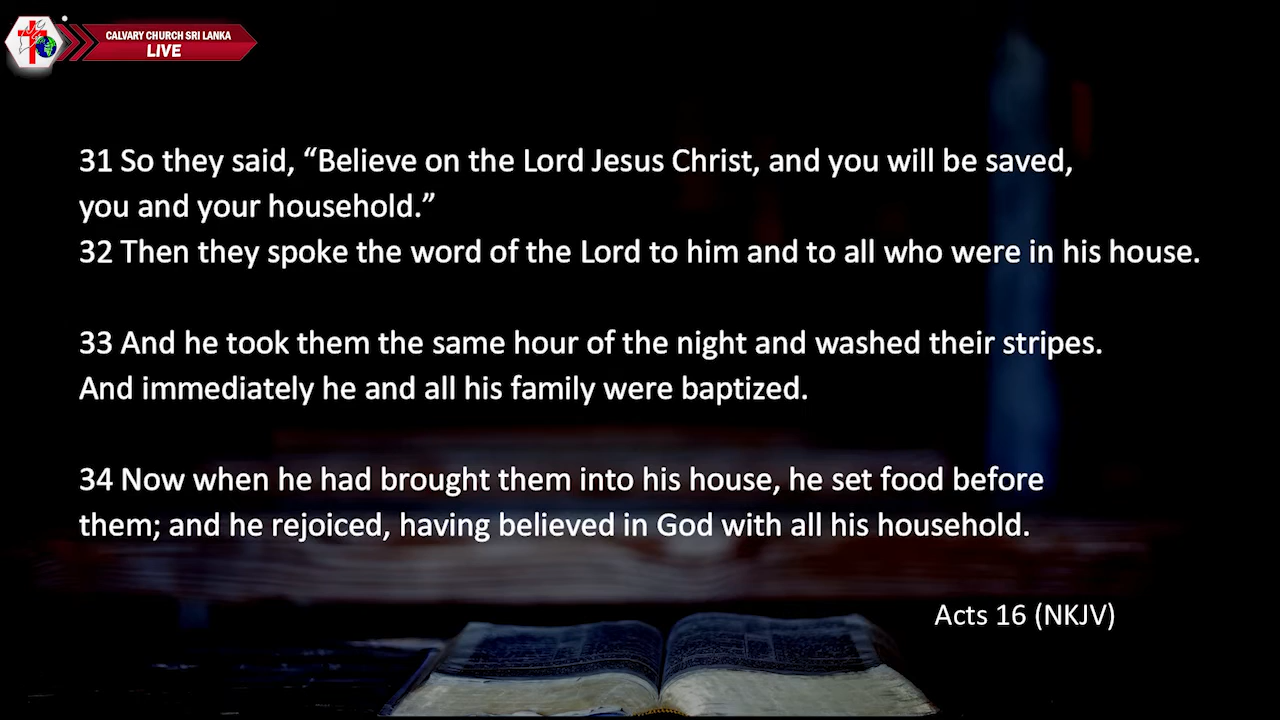 CALVARY CHURCH SRI LANKA
LIVE
31 So they said, “Believe on the Lord Jesus Christ, and you will be saved,
you and your household.”
32 Then they spoke the word of the Lord to him and to all who were in his house.
33 And he took them the same hour of the night and washed their stripes.
And immediately he and all his family were baptized.
34 Now when he had brought them into his house, he set food before
them; and he rejoiced, having believed in God with all his household.
Acts 16 (NKJV)